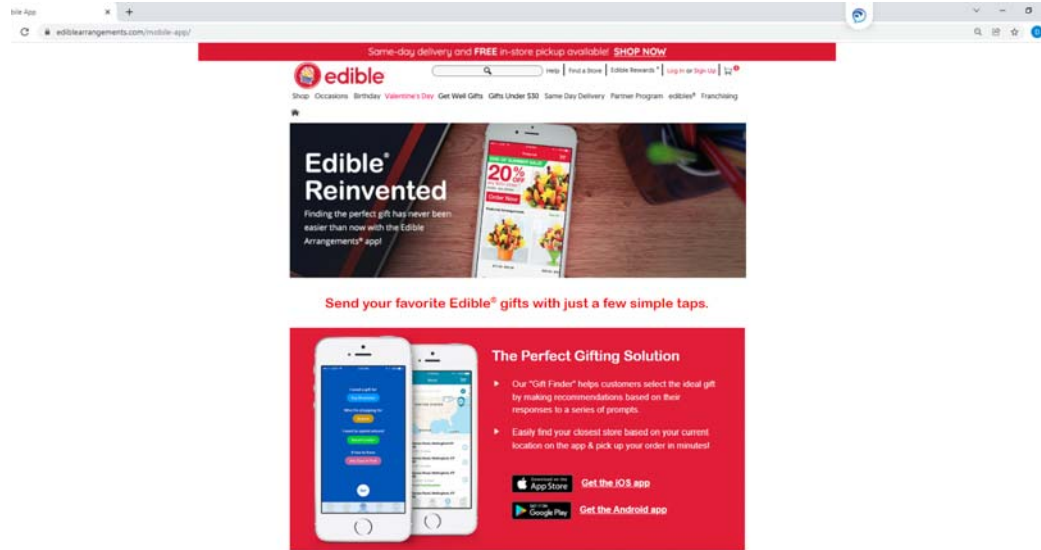 bile App
ediblearrangements.com/mobile-app/
Same-day delivery and FREE in-store pickup available! SHOP NOW
edible
Help | Find a Store | Edible Rewards® | Log In or Sign Up
Shop Occasions Birthday Valentine's Day Get Well Gifts Gifts Under $30 Same Day Delivery Partner Program edibles® Franchising
Edible®
Reinvented
Finding the perfect gift has never been
easier than now with the Edible
Arrangements® app!
END OF SUMMER SALE
20% OFF
Order Now
Send your favorite Edible® gifts with just a few simple taps.
The Perfect Gifting Solution
Our "Gift Finder" helps customers select the ideal gift
by making recommendations based on their
responses to a series of prompts.
Easily find your closest store based on your current
location on the app & pick up your order in minutes!
Download on the
App Store
Get the iOS app
GET IT ON
Google Play
Get the Android app